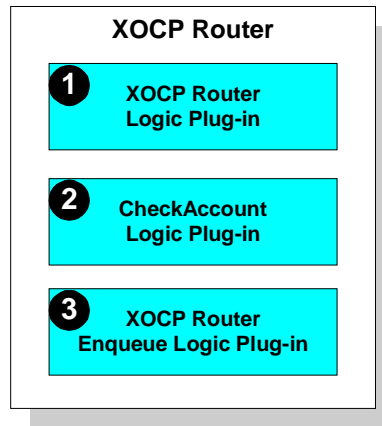 XOCP Router
1
XOCP Router
Logic Plug-in
2
CheckAccount
Logic Plug-in
3
XOCP Router
Enqueue Logic Plug-in